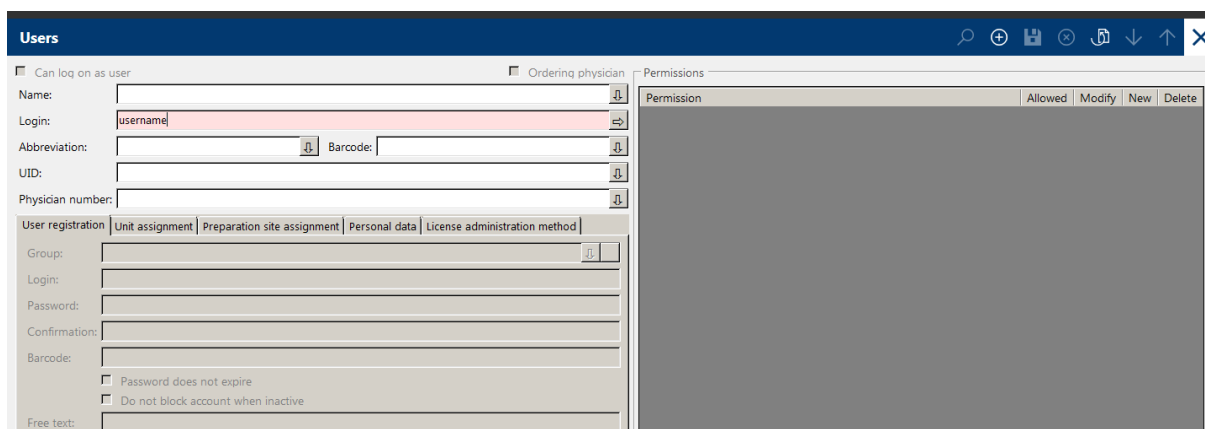 Users
Can log on as user
Ordering physician
Name:
Login: username
Abbreviation:
Barcode:
UID:
Physician number:
User registration
Unit assignment
Preparation site assignment
Personal data
License administration method
Group:
Login:
Password:
Confirmation:
Barcode:
Password does not expire
Do not block account when inactive
Free text:
Permissions
Permission Allowed Modify New Delete